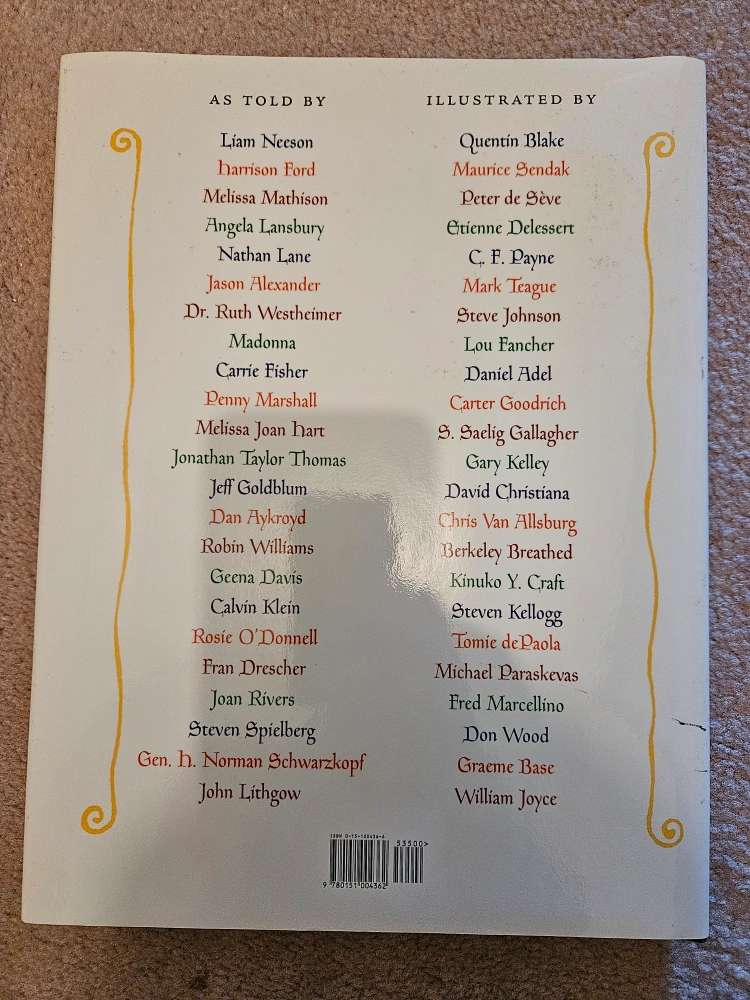 AS TOLD BY
Liam Neeson
Harrison Ford
Melissa Mathison
Angela Lansbury
Nathan Lane
Jason Alexander
Dr. Ruth Westheimer
Madonna
Carrie Fisher
Penny Marshall
Melissa Joan Hart
Jonathan Taylor Thomas
Jeff Goldblum
Dan Aykroyd
Robin Williams
Geena Davis
Calvin Klein
Rosie O'Donnell
Fran Drescher
Joan Rivers
Steven Spielberg
Gen. H. Norman Schwarzkopf
John Lithgow
ILLUSTRATED BY
Quentin Blake
Maurice Sendak
Peter de Sève
Etienne Delessert
C. F. Payne
Mark Teague
Steve Johnson
Lou Fancher
Daniel Adel
Carter Goodrich
S. Saelig Gallagher
Gary Kelley
David Christiana
Chris Van Allsburg
Berkeley Breathed
Kinuko Y. Craft
Steven Kellogg
Tomie dePaola
Michael Paraskevas
Fred Marcellino
Don Wood
Graeme Base
William Joyce
ISBN 0-15-100436-6
53500>
9 780151 004362